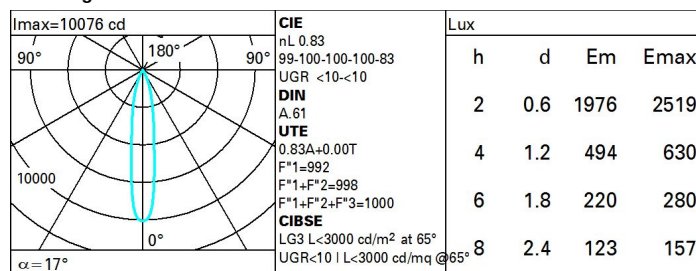 Imax=10076 cd
90° 180° 90°
10000
0°
α=17°
CIE
nL 0.83
99-100-100-100-83
UGR <10-<10
DIN
A.61
UTE
0.83A+0.00T
F"1=992
F"1+F"2=998
F"1+F"2+F"3=1000
CIBSE
LG3 L<3000 cd/m² at 65°
UGR<10 | L<3000 cd/mq @65°
Lux
h d Em Emax
2 0.6 1976 2519
4 1.2 494 630
6 1.8 220 280
8 2.4 123 157